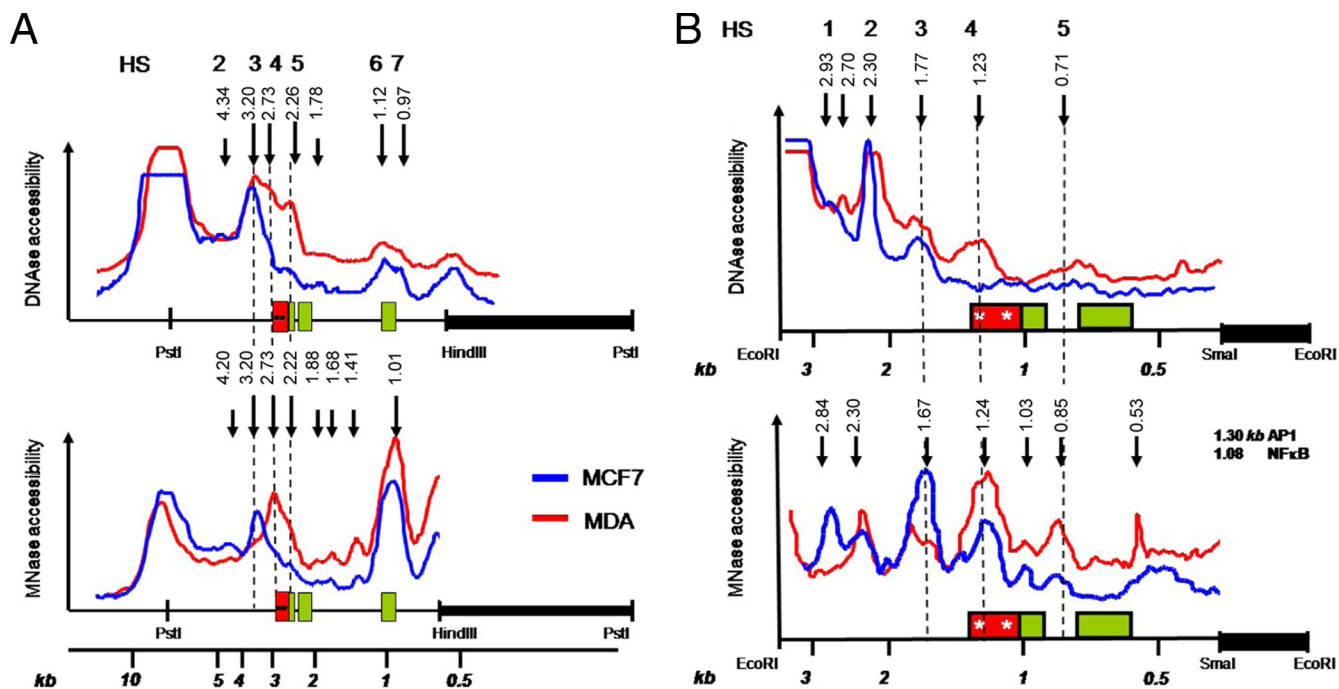 A
HS 2 3 4 5 6 7
4.34 3.20 2.73 2.26 1.78 1.12 0.97
DNAse accessibility
PstI HindIII PstI
4.20 3.20 2.73 2.22 1.88 1.68 1.41 1.01
MNase accessibility
MCF7
MDA
PstI HindIII PstI
kb 10 5 4 3 2 1 0.5
B
HS 1 2 3 4 5
2.93 2.70 2.30 1.77 1.23 0.71
DNAse accessibility
EcoRI SmaI EcoRI
* *
kb 3 2 1 0.5
2.84 2.30 1.67 1.24 1.03 0.85 0.53
1.30 kb AP1
1.08 NFκB
MNase accessibility
* *
EcoRI SmaI EcoRI
kb 3 2 1 0.5